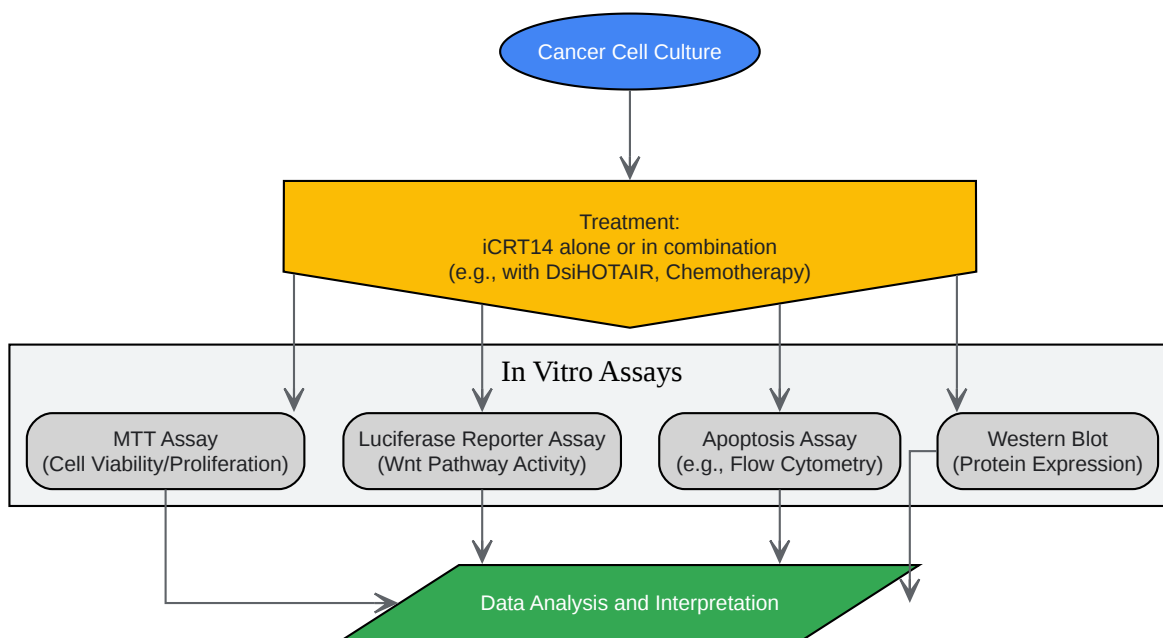 Cancer Cell Culture
Treatment:
iCRT14 alone or in combination
(e.g., with DsiHOTAIR, Chemotherapy)
In Vitro Assays
MTT Assay
(Cell Viability/Proliferation)
Luciferase Reporter Assay
(Wnt Pathway Activity)
Apoptosis Assay
(e.g., Flow Cytometry)
Western Blot
(Protein Expression)
Data Analysis and Interpretation